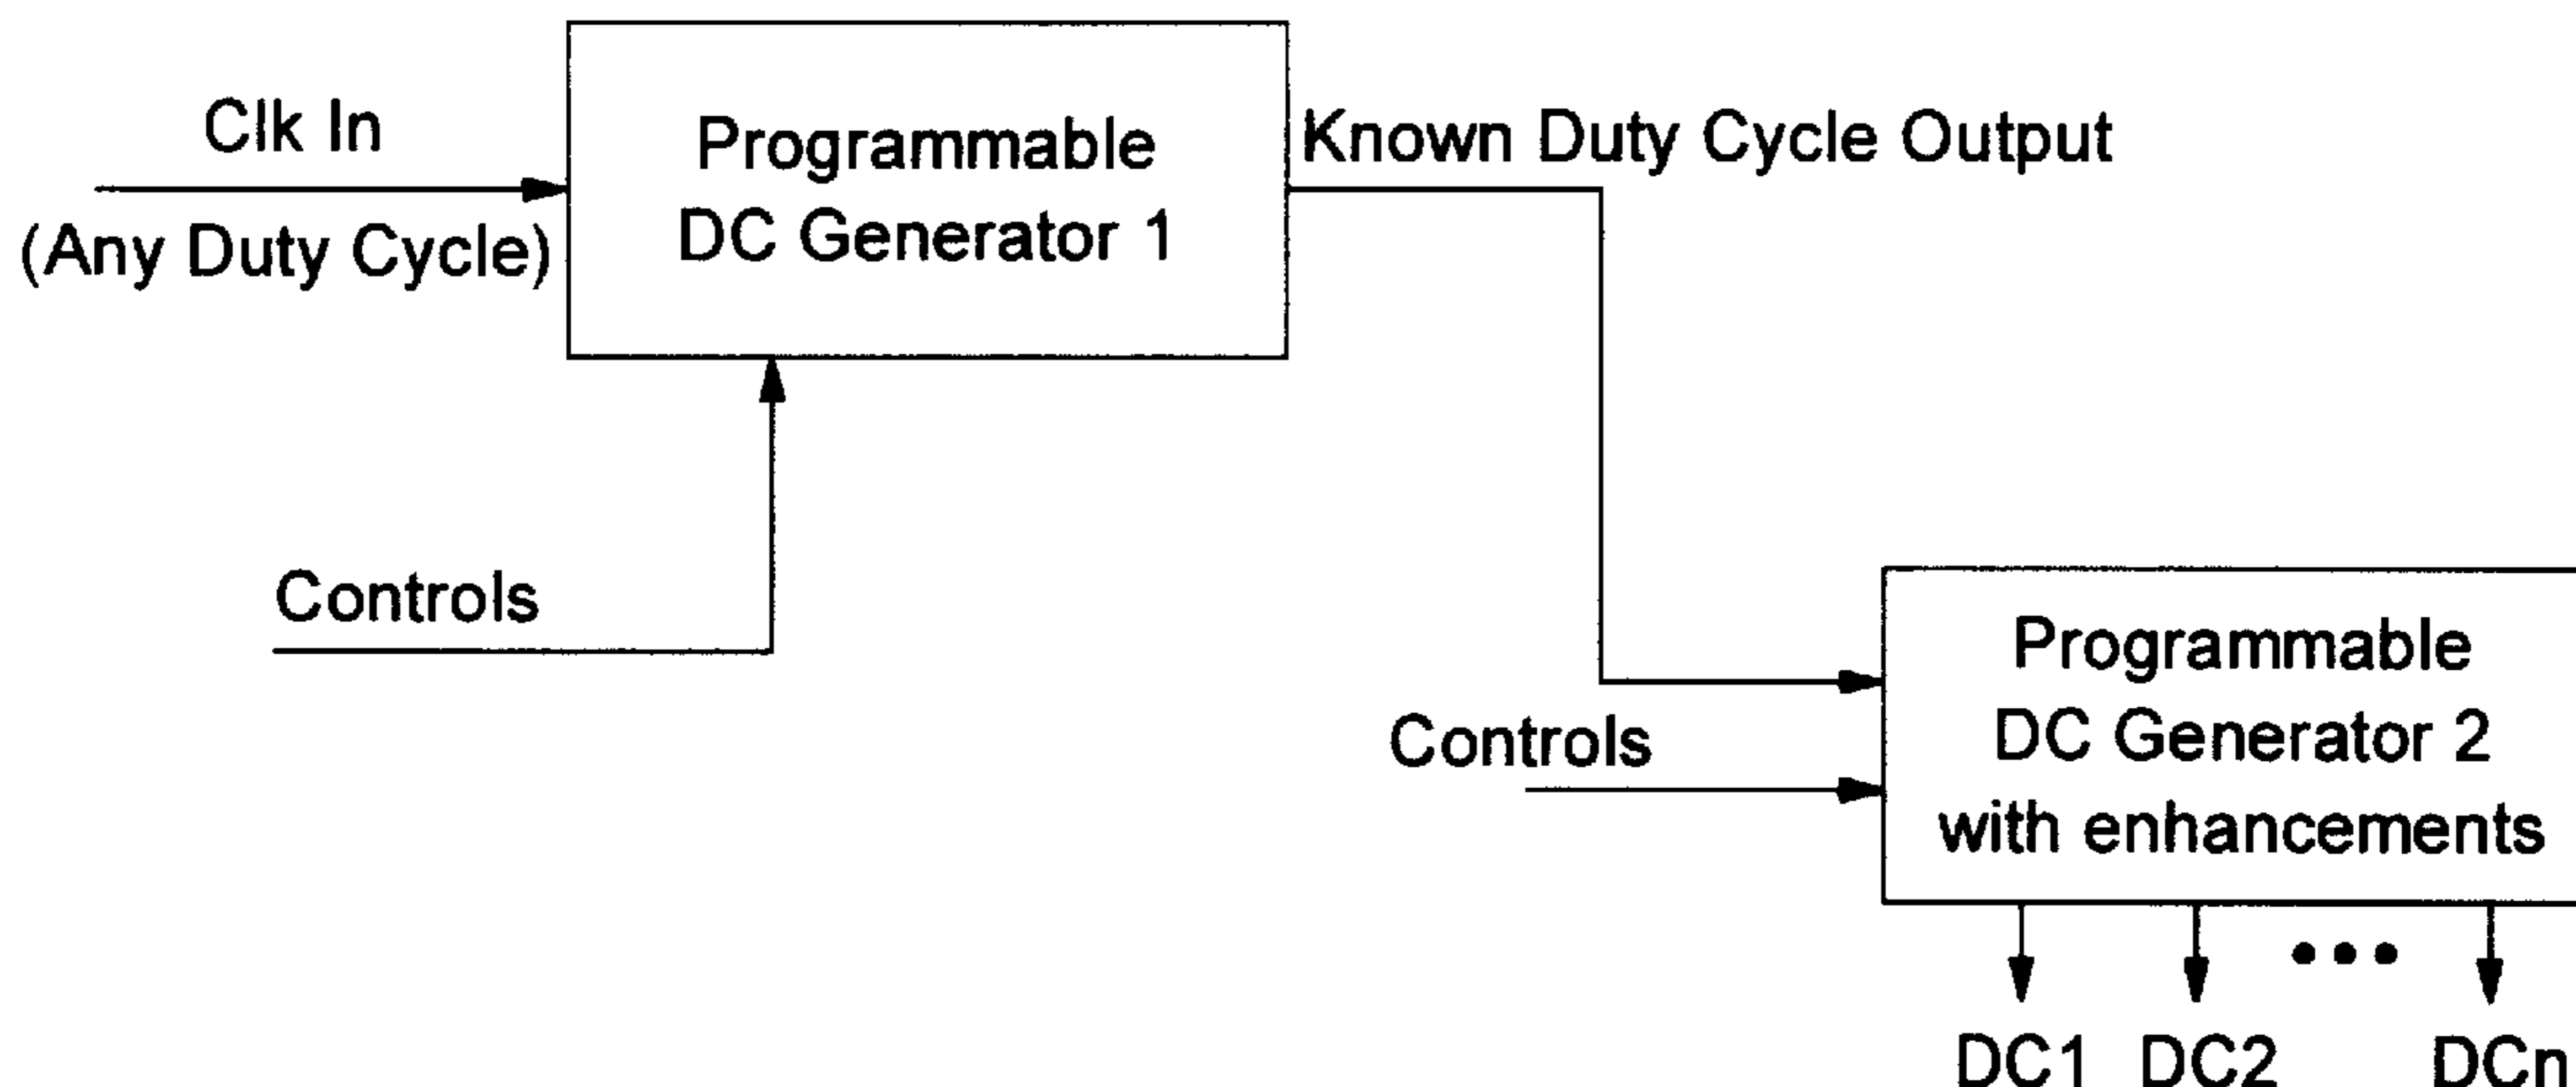 Clk In
(Any Duty Cycle)
Programmable
DC Generator 1
Known Duty Cycle Output
Controls
Controls
Programmable
DC Generator 2
with enhancements
DC1 DC2 ••• DCn